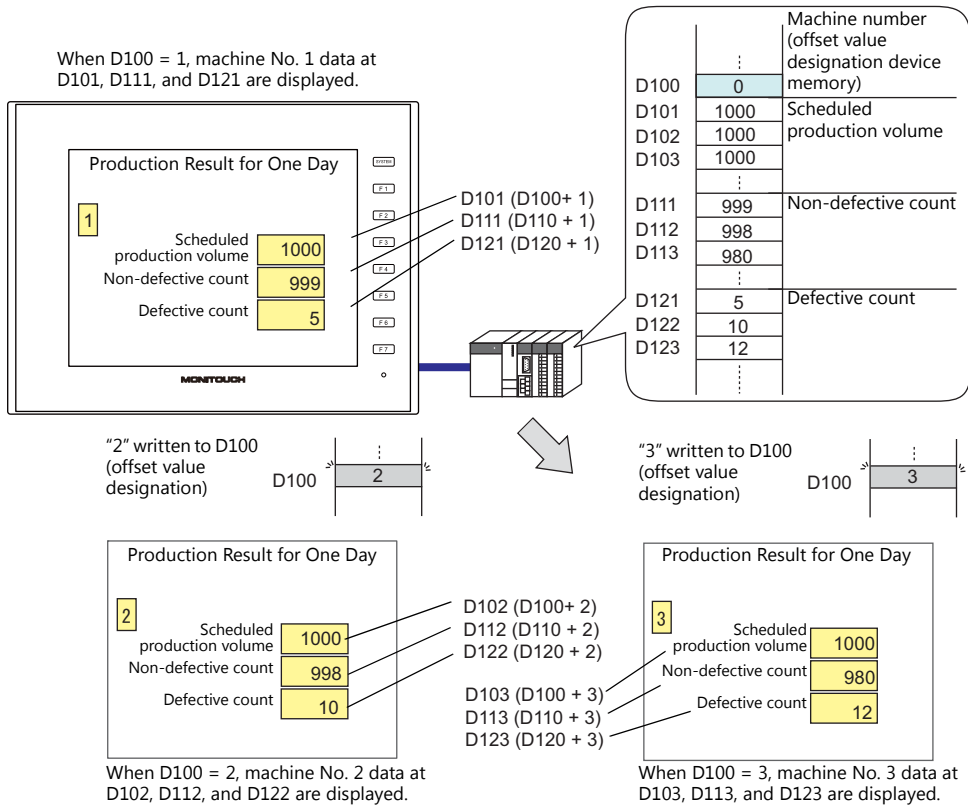 When D100 = 1, machine No. 1 data at
D101, D111, and D121 are displayed.
Production Result for One Day
1
Scheduled
production volume
1000
Non-defective count
999
Defective count
5
SYSTEM
F 1
F 2
F 3
F 4
F 5
F 6
F 7
MONITOUCH
D101 (D100+ 1)
D111 (D110 + 1)
D121 (D120 + 1)
Machine number
(offset value
designation device
memory)
D100 0
D101 1000 Scheduled
D102 1000 production volume
D103 1000
D111 999 Non-defective count
D112 998
D113 980
D121 5 Defective count
D122 10
D123 12
“2” written to D100
(offset value
designation)
D100 2
“3” written to D100
(offset value
designation)
D100 3
Production Result for One Day
2
Scheduled
production volume
1000
Non-defective count
998
Defective count
10
D102 (D100+ 2)
D112 (D110 + 2)
D122 (D120 + 2)
D103 (D100 + 3)
D113 (D110 + 3)
D123 (D120 + 3)
Production Result for One Day
3
Scheduled
production volume
1000
Non-defective count
980
Defective count
12
When D100 = 2, machine No. 2 data at
D102, D112, and D122 are displayed.
When D100 = 3, machine No. 3 data at
D103, D113, and D123 are displayed.